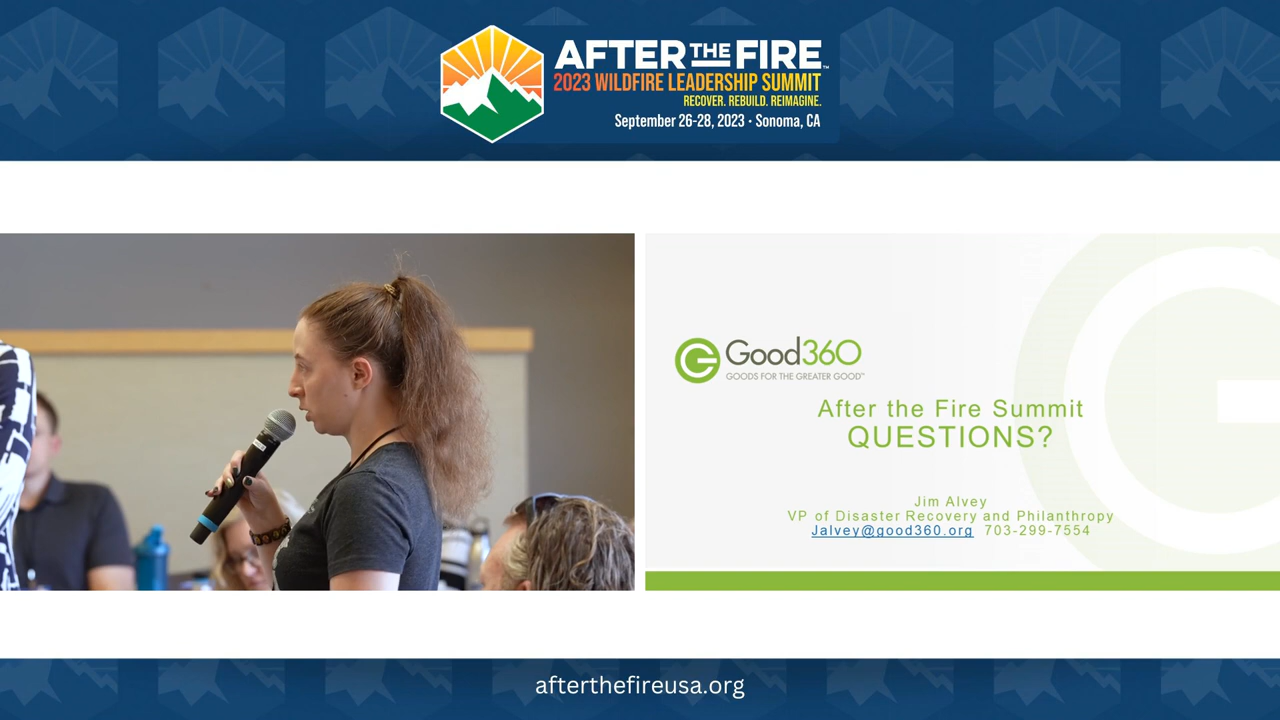 AFTER THE FIRE™
2023 WILDFIRE LEADERSHIP SUMMIT
RECOVER. REBUILD. REIMAGINE.
September 26-28, 2023 • Sonoma, CA
Good360
GOODS FOR THE GREATER GOOD™
After the Fire Summit
QUESTIONS?
Jim Alvey
VP of Disaster Recovery and Philanthropy
Jalvey@good360.org 703-299-7554
afterthefireusa.org